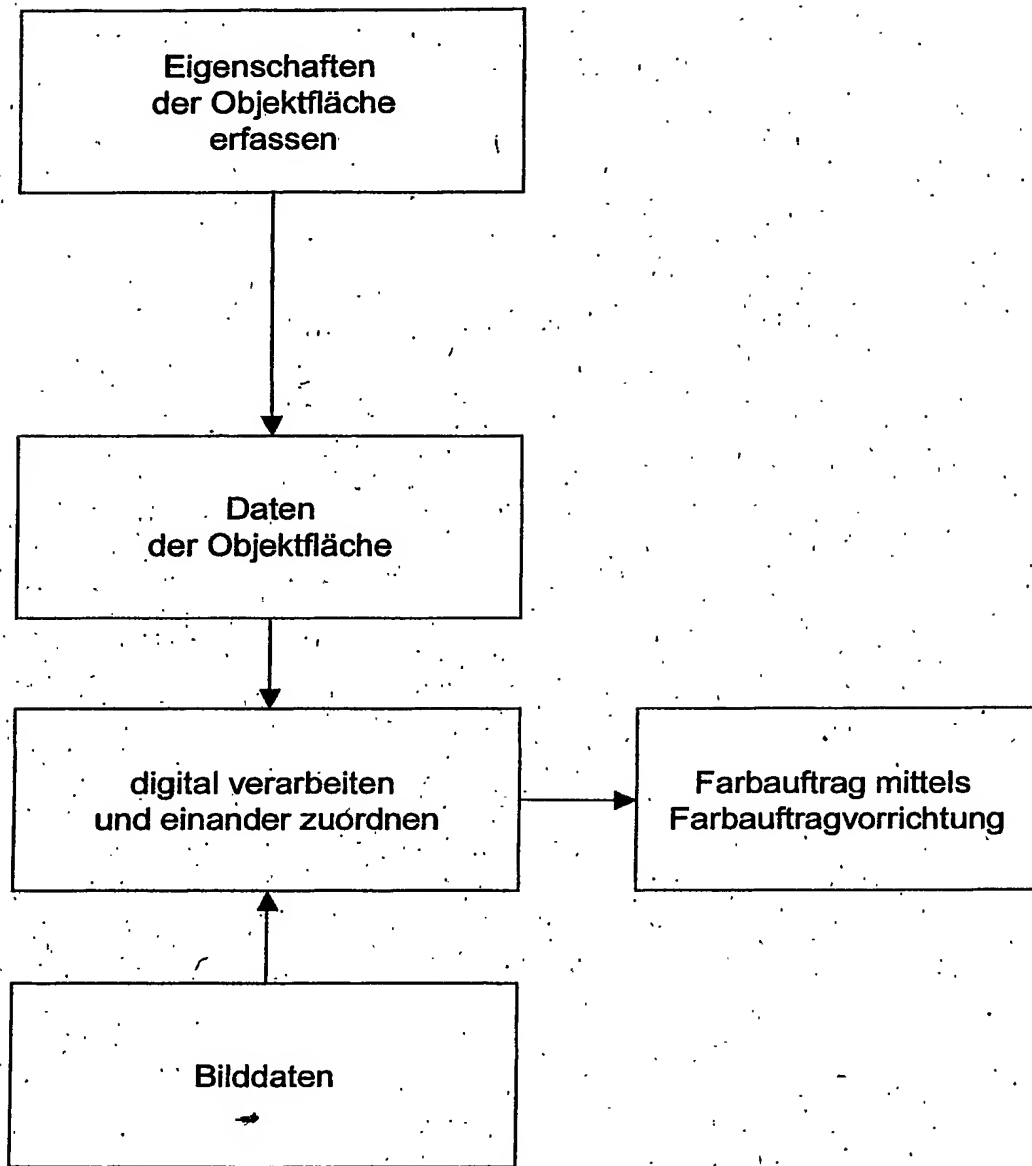 Eigenschaften
der Objektfläche
erfassen
Daten
der Objektfläche
digital verarbeiten
und einander zuordnen
Farbauftrag mittels
Farbauftragvorrichtung
Bilddaten